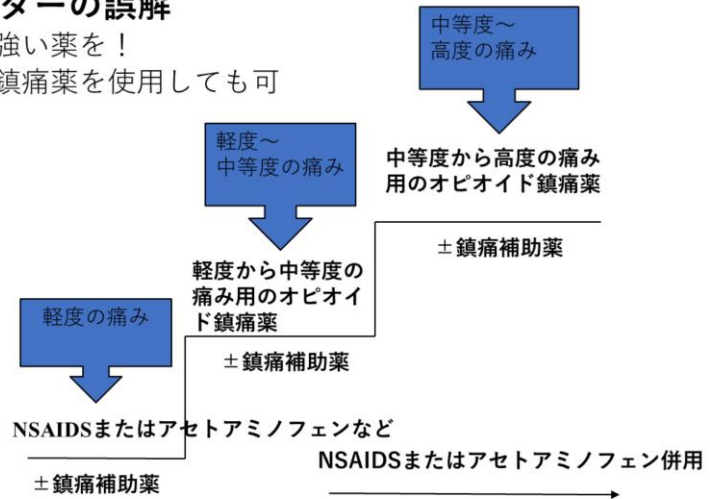 ダーの誤解
強い薬を！
鎮痛薬を使用しても可
中等度～
高度の痛み
軽度～
中等度の痛み
中等度から高度の痛み
用のオピオイド鎮痛薬
±鎮痛補助薬
軽度から中等度の
痛み用のオピオイ
ド鎮痛薬
±鎮痛補助薬
軽度の痛み
NSAIDSまたはアセトアミノフェンなど
NSAIDSまたはアセトアミノフェン併用
±鎮痛補助薬